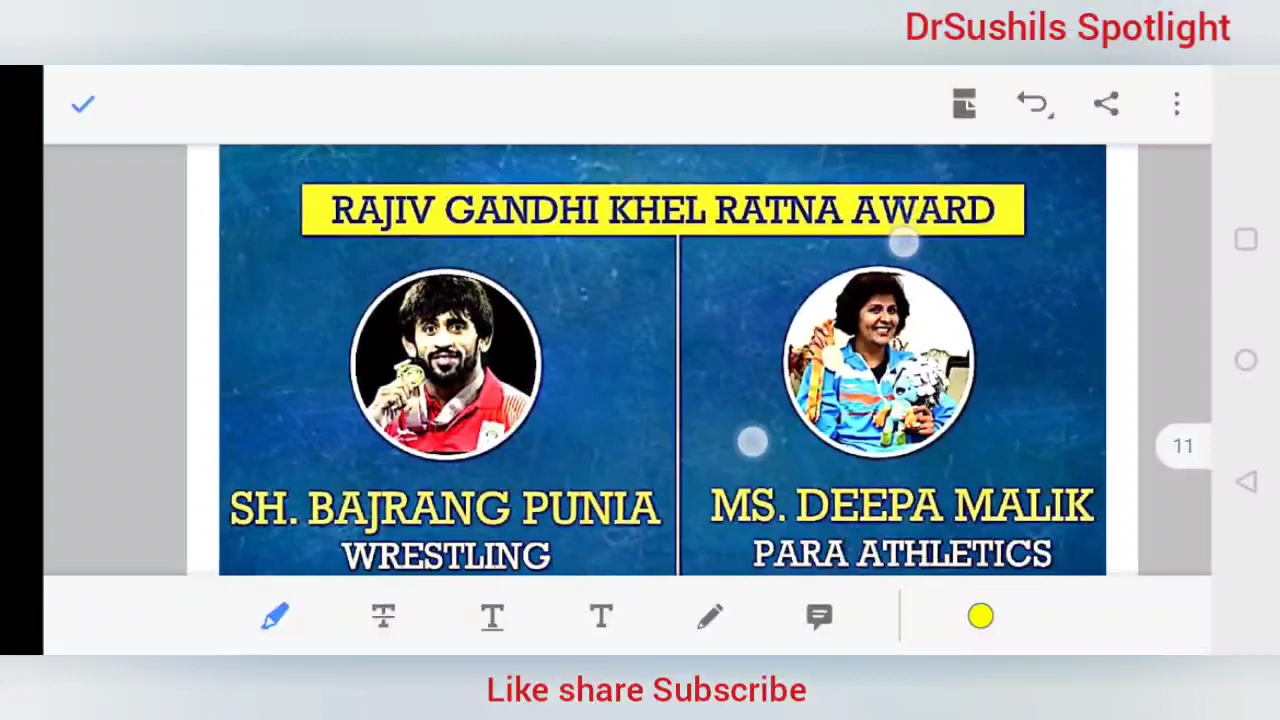 DrSushils Spotlight
RAJIV GANDHI KHEL RATNA AWARD
SH. BAJRANG PUNIA
WRESTLING
MS. DEEPA MALIK
PARA ATHLETICS
11
T
T
T
Like share Subscribe